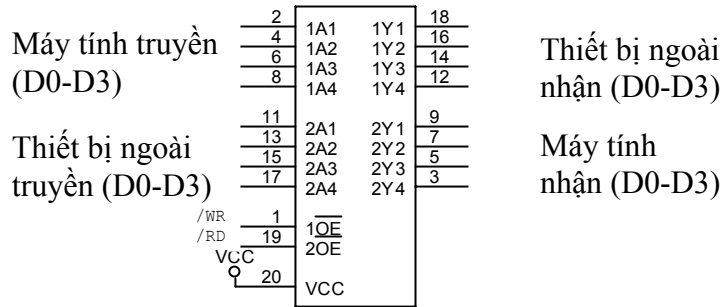 Máy tính truyền
(D0-D3)
Thiết bị ngoài
truyền (D0-D3)
2 1A1 1Y1 18
4 1A2 1Y2 16
6 1A3 1Y3 14
8 1A4 1Y4 12
11 2A1 2Y1 9
13 2A2 2Y2 7
15 2A3 2Y3 5
17 2A4 2Y4 3
/WR 1 1OE
/RD 19 2OE
VCC
20 VCC
Thiết bị ngoài
nhận (D0-D3)
Máy tính
nhận (D0-D3)